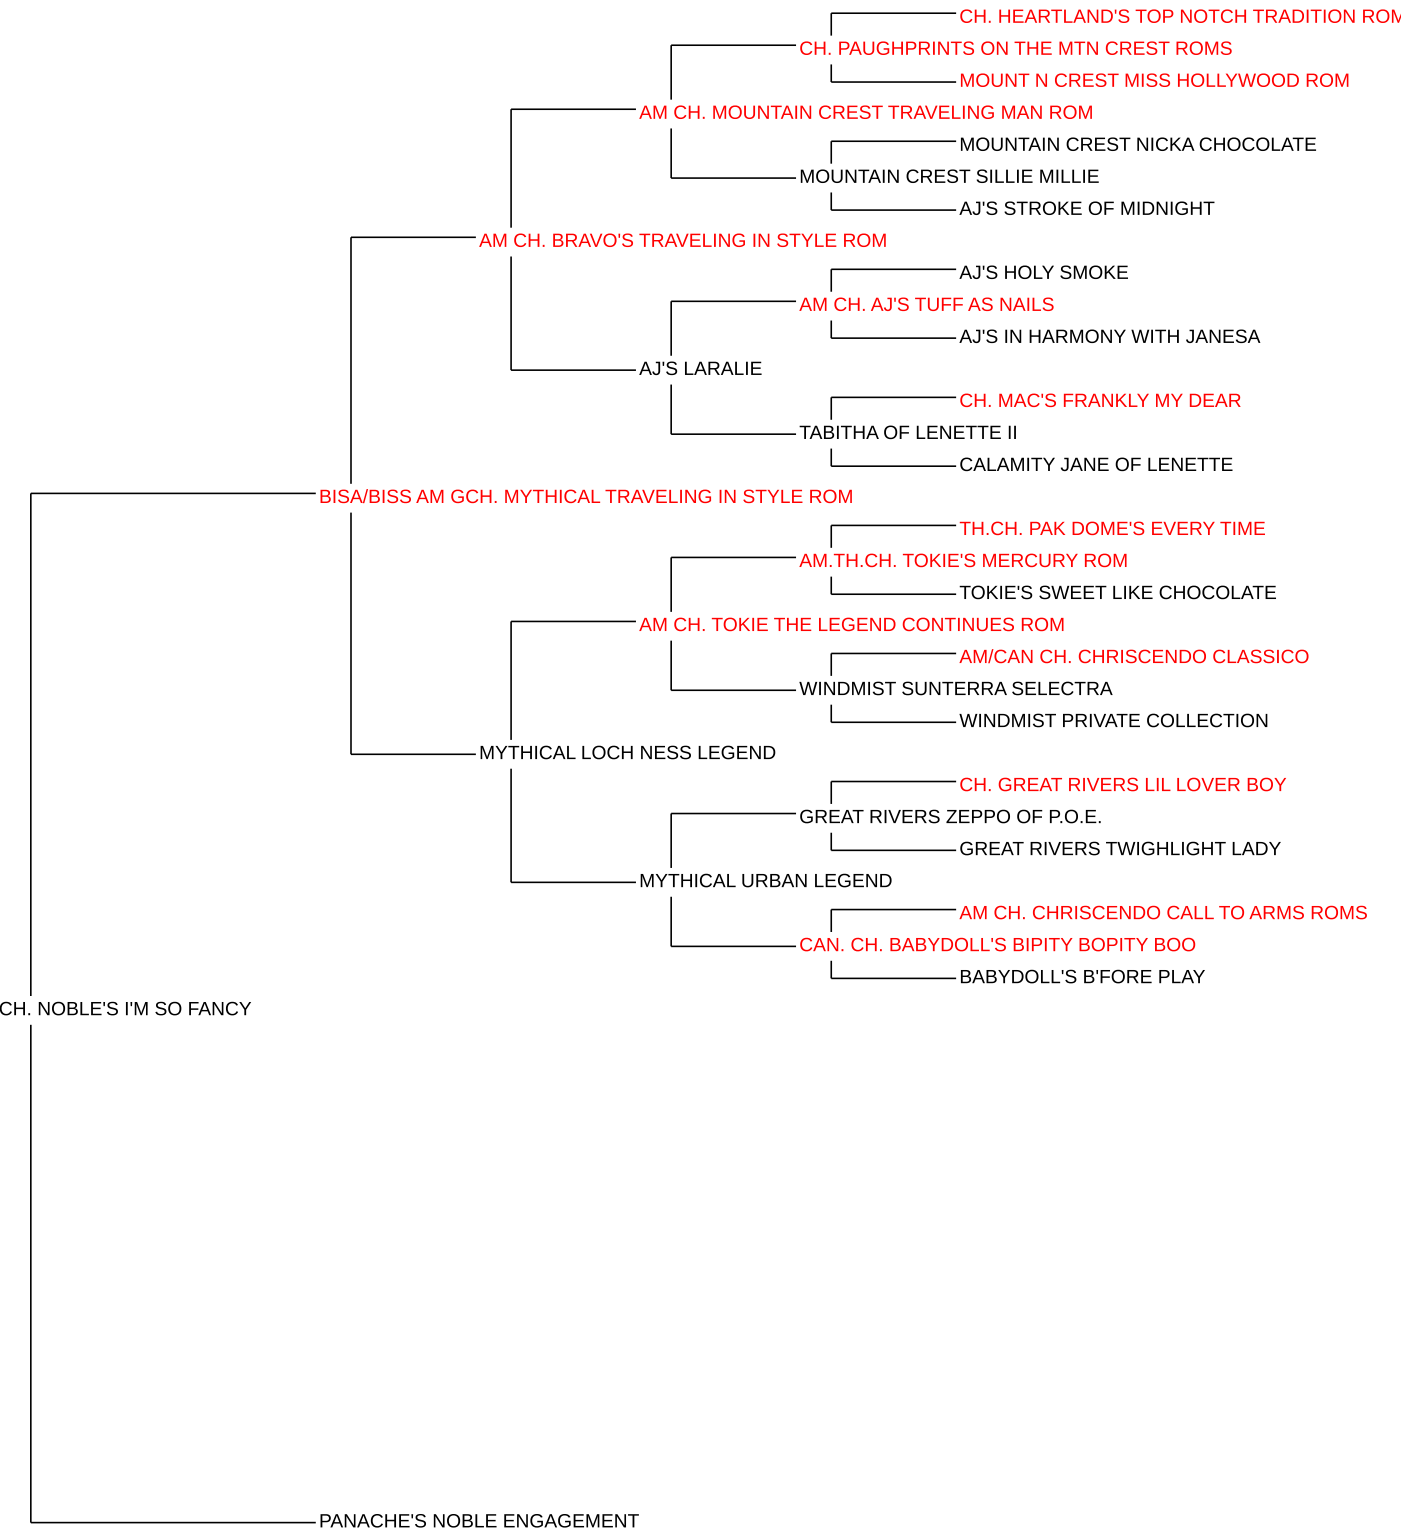 CH. HEARTLAND'S TOP NOTCH TRADITION ROM
CH. PAUGHPRINTS ON THE MTN CREST ROMS
MOUNT N CREST MISS HOLLYWOOD ROM
AM CH. MOUNTAIN CREST TRAVELING MAN ROM
MOUNTAIN CREST NICKA CHOCOLATE
MOUNTAIN CREST SILLIE MILLIE
AJ'S STROKE OF MIDNIGHT
AM CH. BRAVO'S TRAVELING IN STYLE ROM
AJ'S HOLY SMOKE
AM CH. AJ'S TUFF AS NAILS
AJ'S IN HARMONY WITH JANESA
AJ'S LARALIE
CH. MAC'S FRANKLY MY DEAR
TABITHA OF LENETTE II
CALAMITY JANE OF LENETTE
BISA/BISS AM GCH. MYTHICAL TRAVELING IN STYLE ROM
TH.CH. PAK DOME'S EVERY TIME
AM.TH.CH. TOKIE'S MERCURY ROM
TOKIE'S SWEET LIKE CHOCOLATE
AM CH. TOKIE THE LEGEND CONTINUES ROM
AM/CAN CH. CHRISCENDO CLASSICO
WINDMIST SUNTERRA SELECTRA
WINDMIST PRIVATE COLLECTION
MYTHICAL LOCH NESS LEGEND
CH. GREAT RIVERS LIL LOVER BOY
GREAT RIVERS ZEPPO OF P.O.E.
GREAT RIVERS TWIGHLIGHT LADY
MYTHICAL URBAN LEGEND
AM CH. CHRISCENDO CALL TO ARMS ROMS
CAN. CH. BABYDOLL'S BIPITY BOPITY BOO
BABYDOLL'S B'FORE PLAY
CH. NOBLE'S I'M SO FANCY
PANACHE'S NOBLE ENGAGEMENT